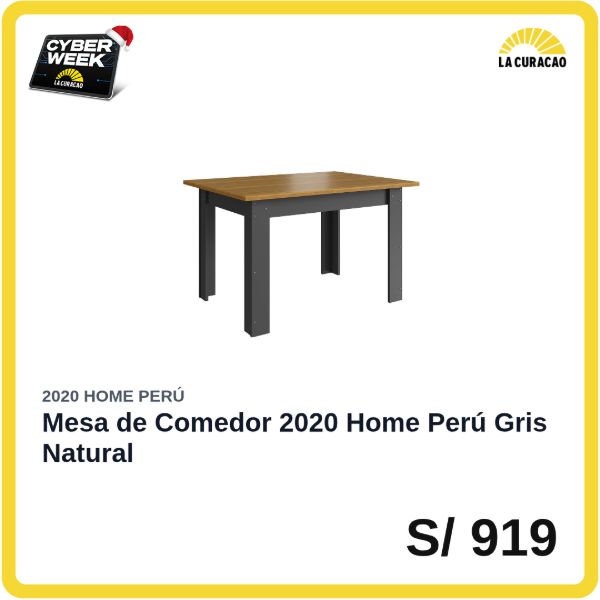 CYBER
WEEK
LA CURACAO
LA CURACAO
2020 HOME PERÚ
Mesa de Comedor 2020 Home Perú Gris
Natural
S/ 919